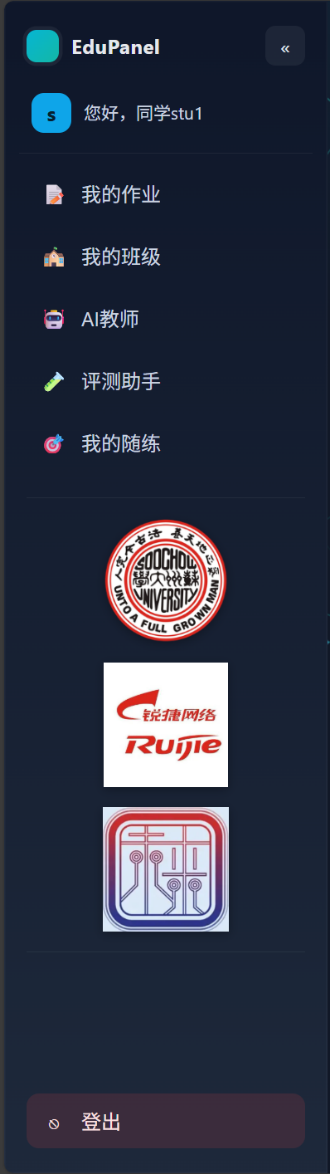 EduPanel
«
s
您好，同学stu1
我的作业
我的班级
AI教师
评测助手
我的随练
SOOCHOW
UNIVERSITY
UNTO A FULL GROWN MAN
锐捷网络
Ruijie
登出